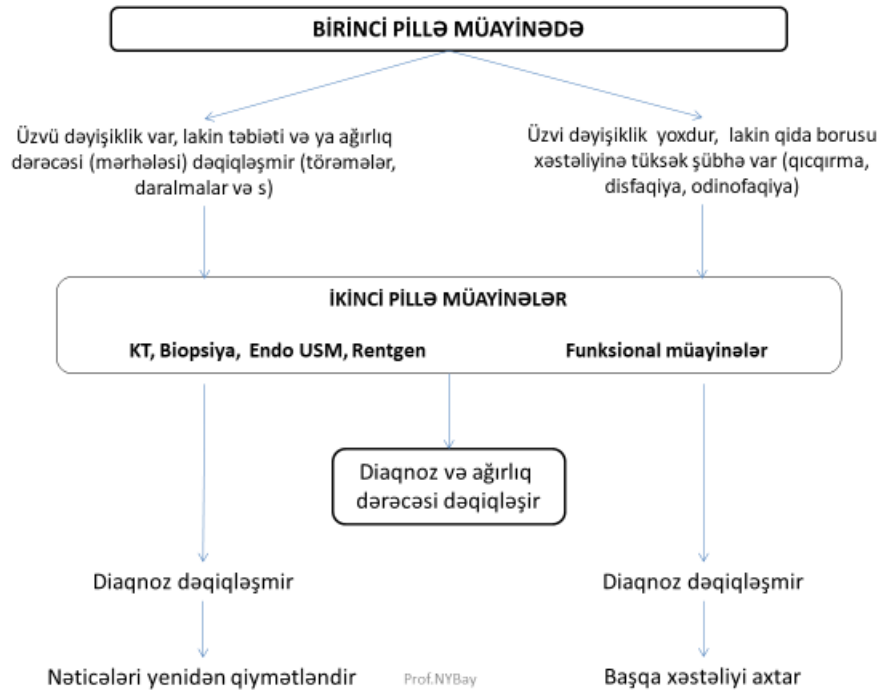 BİRİNCİ PİLLƏ MÜAYİNƏDƏ
Üzvü dəyişiklik var, lakin təbiəti və ya ağırlıq
dərəcəsi (mərhələsi) dəqiqləşmir (törəmələr,
daralmalar və s)
Üzvi dəyişiklik yoxdur, lakin qida borusu
xəstəliyinə tüksək şübhə var (qıcqırma,
disfaqiya, odinofaqiya)
İKİNCİ PİLLƏ MÜAYİNƏLƏR
KT, Biopsiya, Endo USM, Rentgen
Funksional müayinələr
Diaqnoz və ağırlıq
dərəcəsi dəqiqləşir
Diaqnoz dəqiqləşmir
Diaqnoz dəqiqləşmir
Nəticələri yenidən qiymətləndir
Prof.NYBay
Başqa xəstəliyi axtar